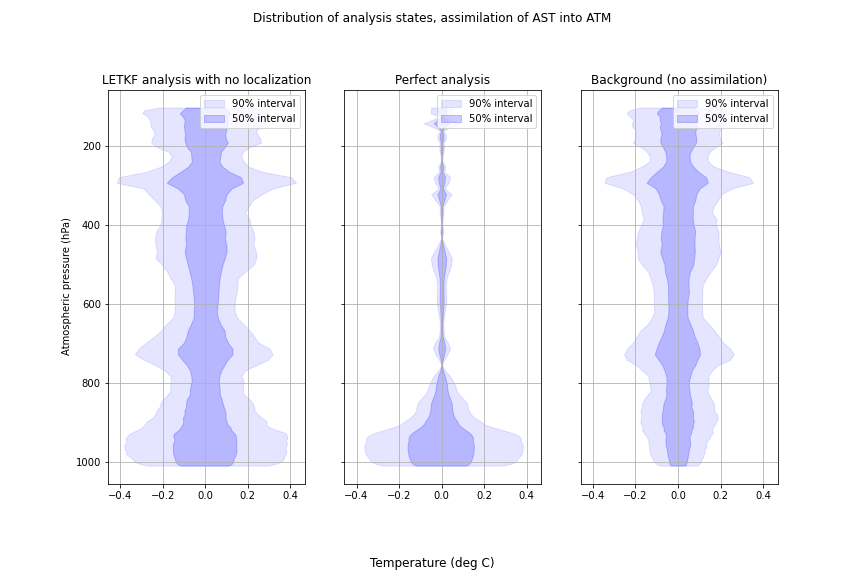 Distribution of analysis states, assimilation of AST into ATM
LETKF analysis with no localization
Perfect analysis
Background (no assimilation)
90% interval
50% interval
90% interval
50% interval
90% interval
50% interval
Atmospheric pressure (hPa)
200
400
600
800
1000
−0.4 −0.2 0.0 0.2 0.4
−0.4 −0.2 0.0 0.2 0.4
−0.4 −0.2 0.0 0.2 0.4
Temperature (deg C)